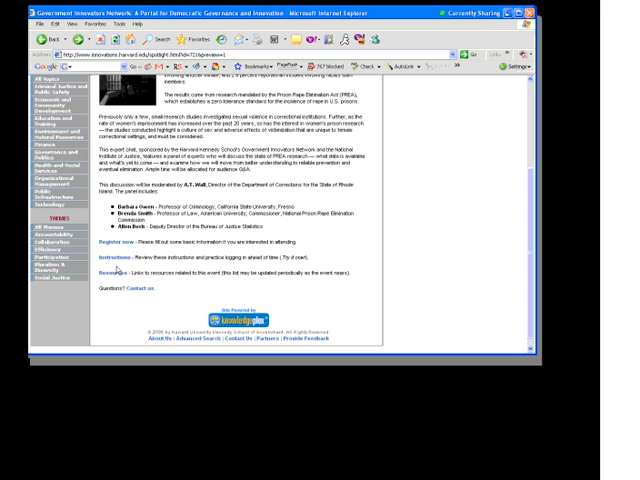 Government Innovators Network: A Portal for Democratic Governance and Innovation - Microsoft Internet Explorer
Currently Sharing
File Edit View Favorites Tools Help
Back Search Favorites
Address
Go Links
Google Go Bookmarks 767 blocked Check AutoLink Settings
All Topics
Criminal Justice and Public Safety
Economic and Community Development
Education and Training
Environment and Natural Resources
Finance
Governance and Politics
Health and Social Services
Organizational Management
Public Infrastructure
Technology
THEMES
All Themes
Accountability
Collaboration
Efficiency
Participation
Pluralism & Diversity
Social Justice
members.
The results come from research mandated by the Prison Rape Elimination Act (PREA),
which establishes a zero-tolerance standards for the incidence of rape in U.S. prisons.
Previously only a few, small research studies investigated sexual violence in correctional institutions. Further, as the
rate of women's imprisonment has increased over the past 20 years, so has the interest in women's prison research
— the studies conducted highlight a culture of sex and adverse effects of victimization that are unique to female
correctional settings, and must be considered.
This expert chat, sponsored by the Harvard Kennedy School's Government Innovators Network and the National
Institute of Justice, features a panel of experts who will discuss the state of PREA research — what data is available
and what's yet to come — and examine how we will move from better understanding to reliable prevention and
eventual elimination. Ample time will be allocated for audience Q&A.
This discussion will be moderated by A.T. Wall, Director of the Department of Corrections for the State of Rhode
Island. The panel includes:
Barbara Owen - Professor of Criminology, California State University, Fresno
Brenda Smith - Professor of Law, American University; Commissioner, National Prison Rape Elimination
Commission
Allen Beck - Deputy Director of the Bureau of Justice Statistics
Register now - Please fill out some basic information if you are interested in attending
Instructions - Review these instructions and practice logging in ahead of time (Try it now!).
Resources - Links to resources related to this event (this list may be updated periodically as the event nears).
Questions? Contact us.
Site Powered by
knowledgeplex
© 2008 by Harvard University Kennedy School of Government. All Rights Reserved.
About Us | Advanced Search | Contact Us | Partners | Provide Feedback